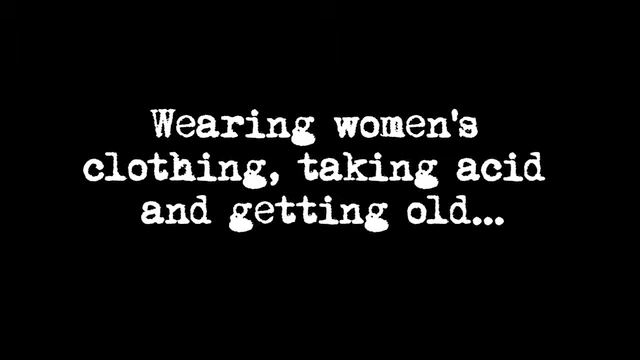 Wearing women's
clothing, taking acid
and getting old...